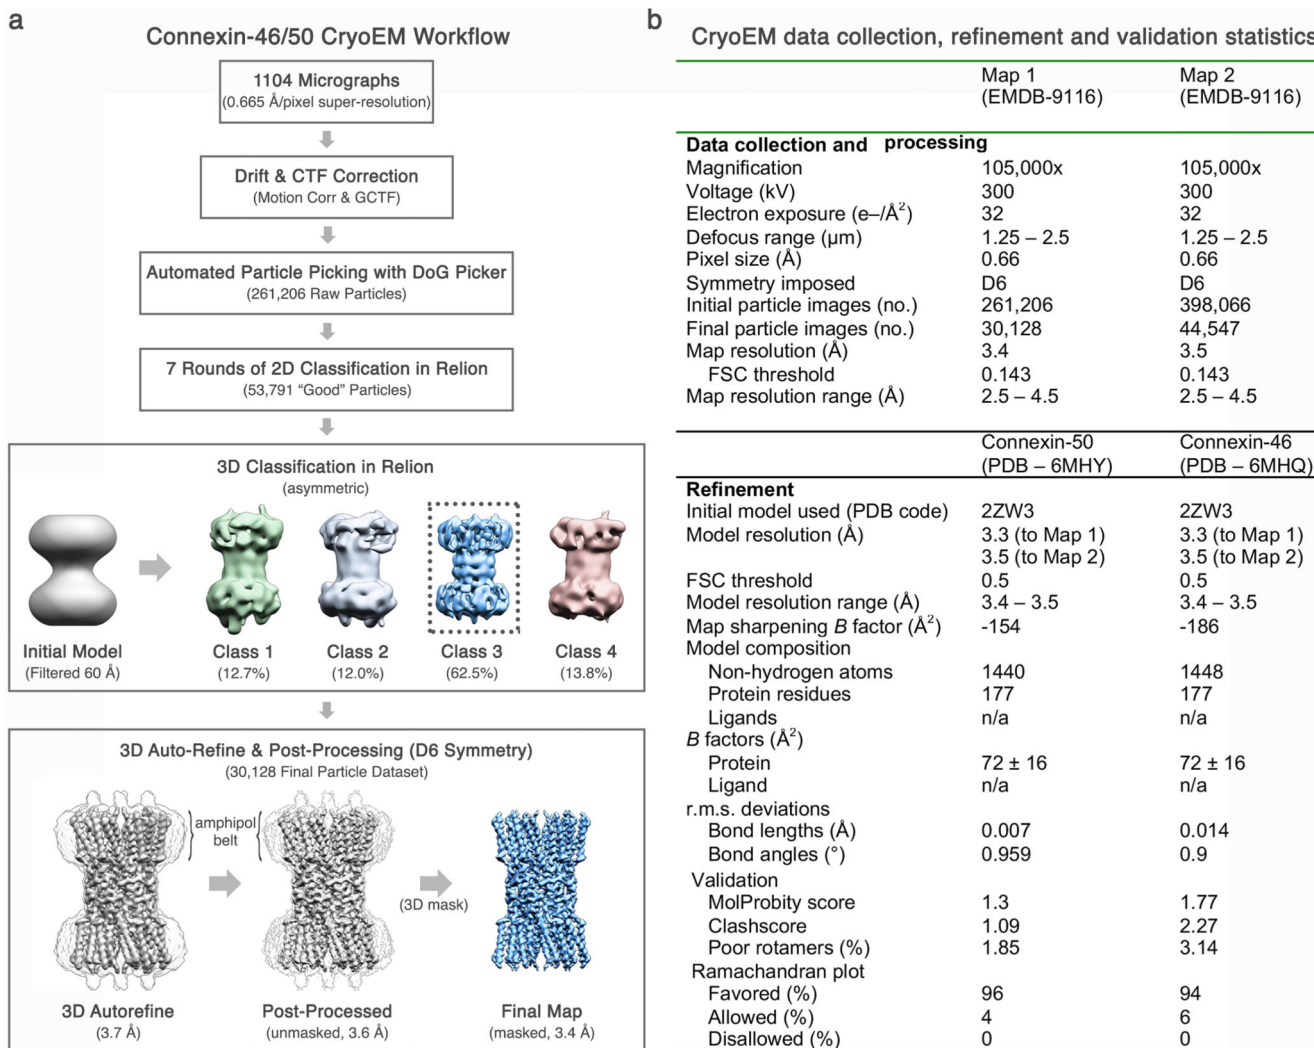 a
Connexin-46/50 CryoEM Workflow
1104 Micrographs
(0.665 Å/pixel super-resolution)
Drift & CTF Correction
(Motion Corr & GCTF)
Automated Particle Picking with DoG Picker
(261,206 Raw Particles)
7 Rounds of 2D Classification in Relion
(53,791 “Good” Particles)
3D Classification in Relion
(asymmetric)
Initial Model Class 1 Class 2 Class 3 Class 4
(Filtered 60 Å) (12.7%) (12.0%) (62.5%) (13.8%)
3D Auto-Refine & Post-Processing (D6 Symmetry)
(30,128 Final Particle Dataset)
amphipol
belt
(3D mask)
3D Autorefine Post-Processed Final Map
(3.7 Å) (unmasked, 3.6 Å) (masked, 3.4 Å)
b
CryoEM data collection, refinement and validation statistics
Map 1 Map 2
(EMDB-9116) (EMDB-9116)
Data collection and processing
Magnification 105,000x 105,000x
Voltage (kV) 300 300
Electron exposure (e–/Å²) 32 32
Defocus range (µm) 1.25 – 2.5 1.25 – 2.5
Pixel size (Å) 0.66 0.66
Symmetry imposed D6 D6
Initial particle images (no.) 261,206 398,066
Final particle images (no.) 30,128 44,547
Map resolution (Å) 3.4 3.5
FSC threshold 0.143 0.143
Map resolution range (Å) 2.5 – 4.5 2.5 – 4.5
Connexin-50 Connexin-46
(PDB – 6MHY) (PDB – 6MHQ)
Refinement
Initial model used (PDB code) 2ZW3 2ZW3
Model resolution (Å) 3.3 (to Map 1) 3.3 (to Map 1)
3.5 (to Map 2) 3.5 (to Map 2)
FSC threshold 0.5 0.5
Model resolution range (Å) 3.4 – 3.5 3.4 – 3.5
Map sharpening B factor (Å²) -154 -186
Model composition
Non-hydrogen atoms 1440 1448
Protein residues 177 177
Ligands n/a n/a
B factors (Å²)
Protein 72 ± 16 72 ± 16
Ligand n/a n/a
r.m.s. deviations
Bond lengths (Å) 0.007 0.014
Bond angles (°) 0.959 0.9
Validation
MolProbity score 1.3 1.77
Clashscore 1.09 2.27
Poor rotamers (%) 1.85 3.14
Ramachandran plot
Favored (%) 96 94
Allowed (%) 4 6
Disallowed (%) 0 0